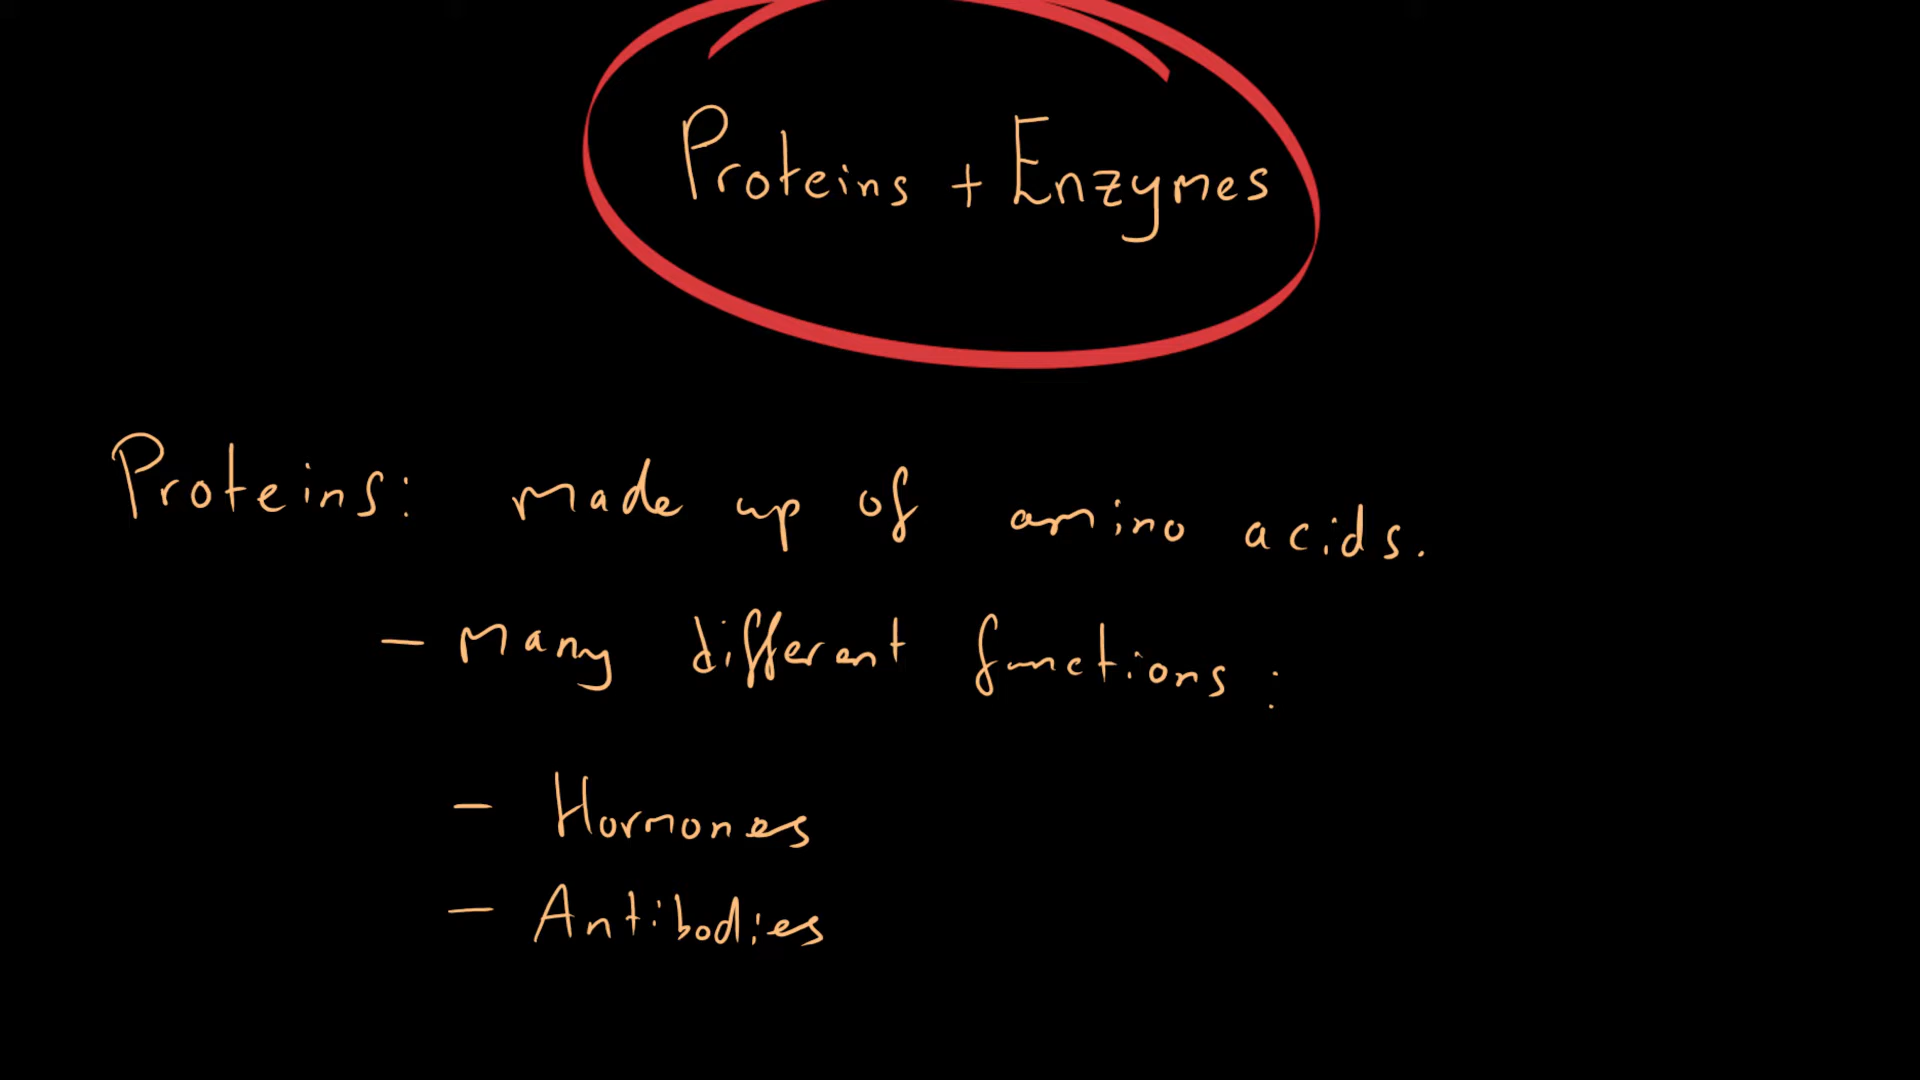 Proteins + Enzymes
Proteins: made up of amino acids.
- Many different functions:
- Hormones
- Antibodies